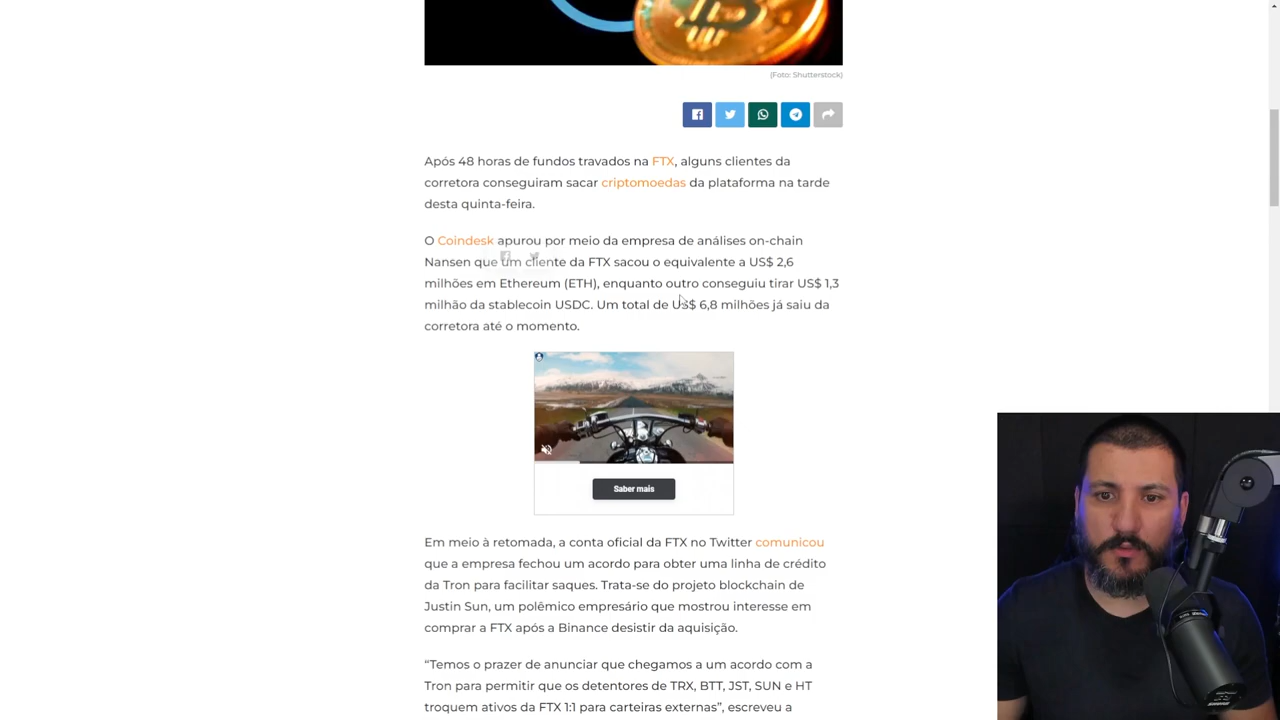 (Foto: Shutterstock)
Após 48 horas de fundos travados na FTX, alguns clientes da
corretora conseguiram sacar criptomoedas da plataforma na tarde
desta quinta-feira.
O Coindesk apurou por meio da empresa de análises on-chain
Nansen que um cliente da FTX sacou o equivalente a US$ 2,6
milhões em Ethereum (ETH), enquanto outro conseguiu tirar US$ 1,3
milhão da stablecoin USDC. Um total de US$ 6,8 milhões já saiu da
corretora até o momento.
Saber mais
Em meio à retomada, a conta oficial da FTX no Twitter comunicou
que a empresa fechou um acordo para obter uma linha de crédito
da Tron para facilitar saques. Trata-se do projeto blockchain de
Justin Sun, um polêmico empresário que mostrou interesse em
comprar a FTX após a Binance desistir da aquisição.
“Temos o prazer de anunciar que chegamos a um acordo com a
Tron para permitir que os detentores de TRX, BTT, JST, SUN e HT
troquem ativos da FTX 1:1 para carteiras externas”, escreveu a